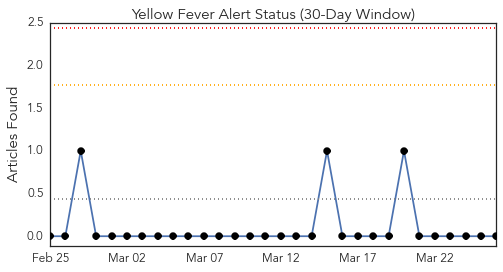 Yellow Fever Alert Status (30-Day Window)
Articles Found
2.5
2.0
1.5
1.0
0.5
0.0
Feb 25
Mar 02
Mar 07
Mar 12
Mar 17
Mar 22